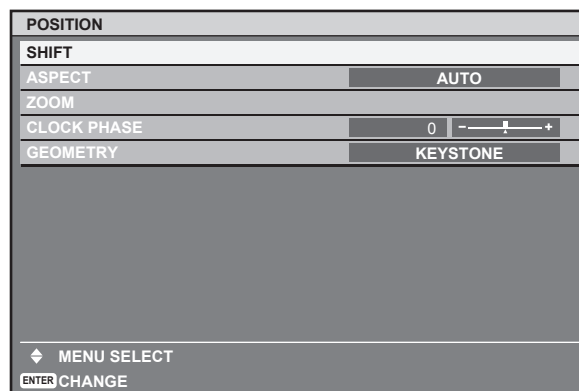 POSITION
SHIFT
ASPECT AUTO
ZOOM
CLOCK PHASE 0 - +
GEOMETRY KEYSTONE
MENU SELECT
ENTER CHANGE